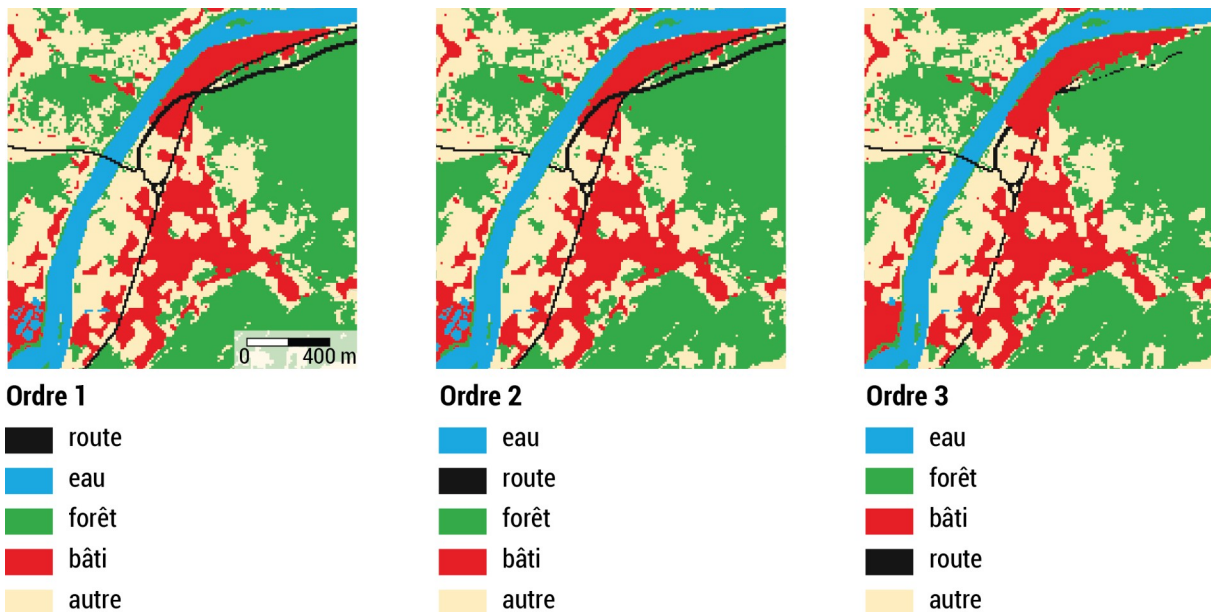 0 400 m
Ordre 1
route
eau
forêt
bâti
autre
Ordre 2
eau
route
forêt
bâti
autre
Ordre 3
eau
forêt
bâti
route
autre